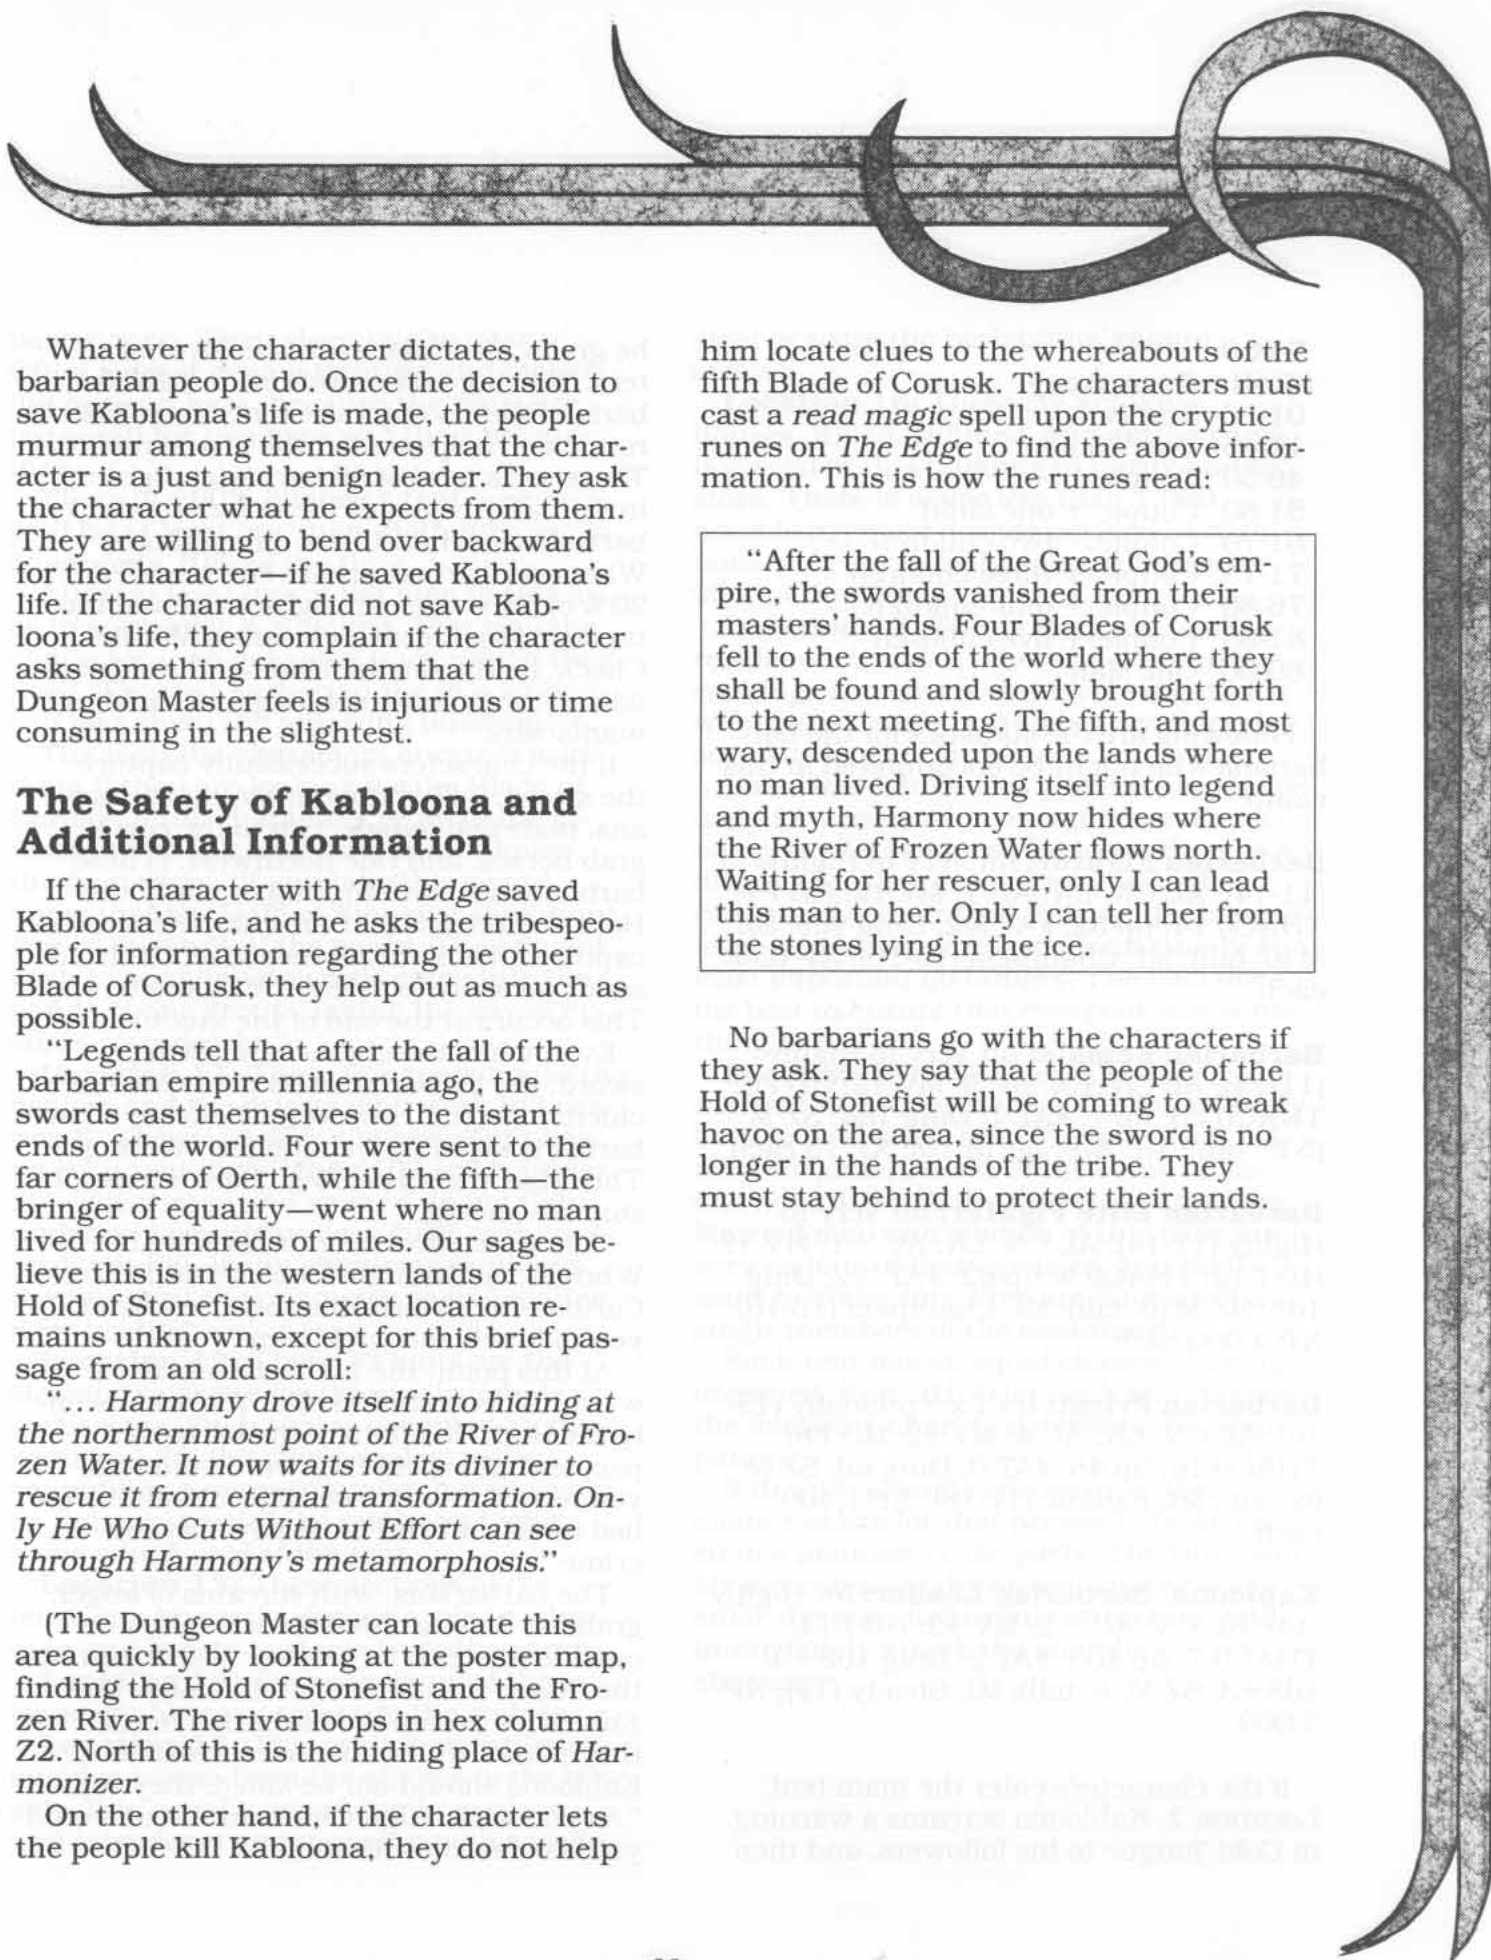 Whatever the character dictates, the
barbarian people do. Once the decision to
save Kabloona's life is made, the people
murmur among themselves that the char-
acter is a just and benign leader. They ask
the character what he expects from them.
They are willing to bend over backward
for the character—if he saved Kabloona's
life. If the character did not save Kab-
loona's life, they complain if the character
asks something from them that the
Dungeon Master feels is injurious or time
consuming in the slightest.
The Safety of Kabloona and
Additional Information
If the character with The Edge saved
Kabloona's life, and he asks the tribespeo-
ple for information regarding the other
Blade of Corusk, they help out as much as
possible.
"Legends tell that after the fall of the
barbarian empire millennia ago, the
swords cast themselves to the distant
ends of the world. Four were sent to the
far corners of Oerth, while the fifth—the
bringer of equality—went where no man
lived for hundreds of miles. Our sages be-
lieve this is in the western lands of the
Hold of Stonefist. Its exact location re-
mains unknown, except for this brief pas-
sage from an old scroll:
". . . Harmony drove itself into hiding at
the northernmost point of the River of Fro-
zen Water. It now waits for its diviner to
rescue it from eternal transformation. On-
ly He Who Cuts Without Effort can see
through Harmony's metamorphosis."
(The Dungeon Master can locate this
area quickly by looking at the poster map,
finding the Hold of Stonefist and the Fro-
zen River. The river loops in hex column
Z2. North of this is the hiding place of Har-
monizer.
On the other hand, if the character lets
the people kill Kabloona, they do not help
him locate clues to the whereabouts of the
fifth Blade of Corusk. The characters must
cast a read magic spell upon the cryptic
runes on The Edge to find the above infor-
mation. This is how the runes read:
"After the fall of the Great God's em-
pire, the swords vanished from their
masters' hands. Four Blades of Corusk
fell to the ends of the world where they
shall be found and slowly brought forth
to the next meeting. The fifth, and most
wary, descended upon the lands where
no man lived. Driving itself into legend
and myth, Harmony now hides where
the River of Frozen Water flows north.
Waiting for her rescuer, only I can lead
this man to her. Only I can tell her from
the stones lying in the ice.
No barbarians go with the characters if
they ask. They say that the people of the
Hold of Stonefist will be coming to wreak
havoc on the area, since the sword is no
longer in the hands of the tribe. They
must stay behind to protect their lands.